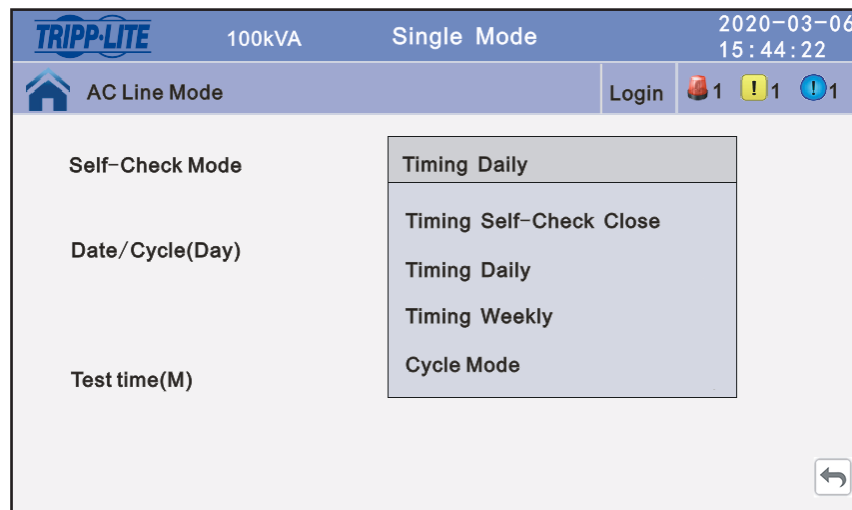 TRIPP·LITE 100kVA Single Mode 2020-03-06
15:44:22
AC Line Mode Login 1 ! 1 ! 1
Self-Check Mode Timing Daily
Timing Self-Check Close
Date/Cycle(Day)
Timing Daily
Timing Weekly
Cycle Mode
Test time(M)